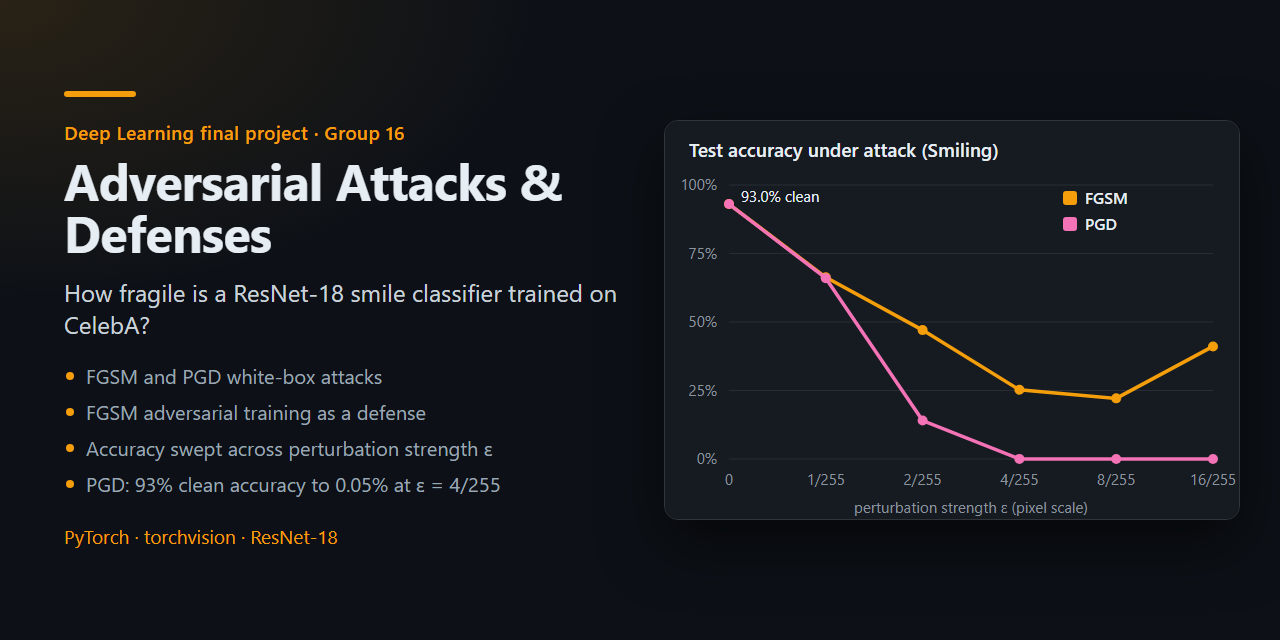 Deep Learning final project · Group 16
Adversarial Attacks &
Defenses
How fragile is a ResNet-18 smile classifier trained on
CelebA?
FGSM and PGD white-box attacks
FGSM adversarial training as a defense
Accuracy swept across perturbation strength ε
PGD: 93% clean accuracy to 0.05% at ε = 4/255
PyTorch · torchvision · ResNet-18
Test accuracy under attack (Smiling)
100%
93.0% clean
FGSM
PGD
75%
50%
25%
0%
0 1/255 2/255 4/255 8/255 16/255
perturbation strength ε (pixel scale)